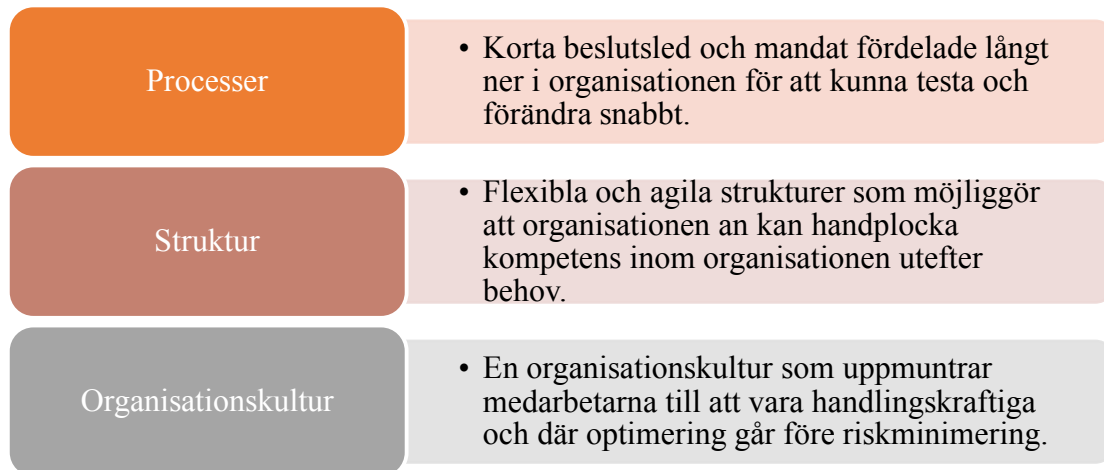 Processer
• Korta beslutsled och mandat fördelade långt
ner i organisationen för att kunna testa och
förändra snabbt.
Struktur
• Flexibla och agila strukturer som möjliggör
att organisationen an kan handplocka
kompetens inom organisationen utefter
behov.
Organisationskultur
• En organisationskultur som uppmuntrar
medarbetarna till att vara handlingskraftiga
och där optimering går före riskminimering.